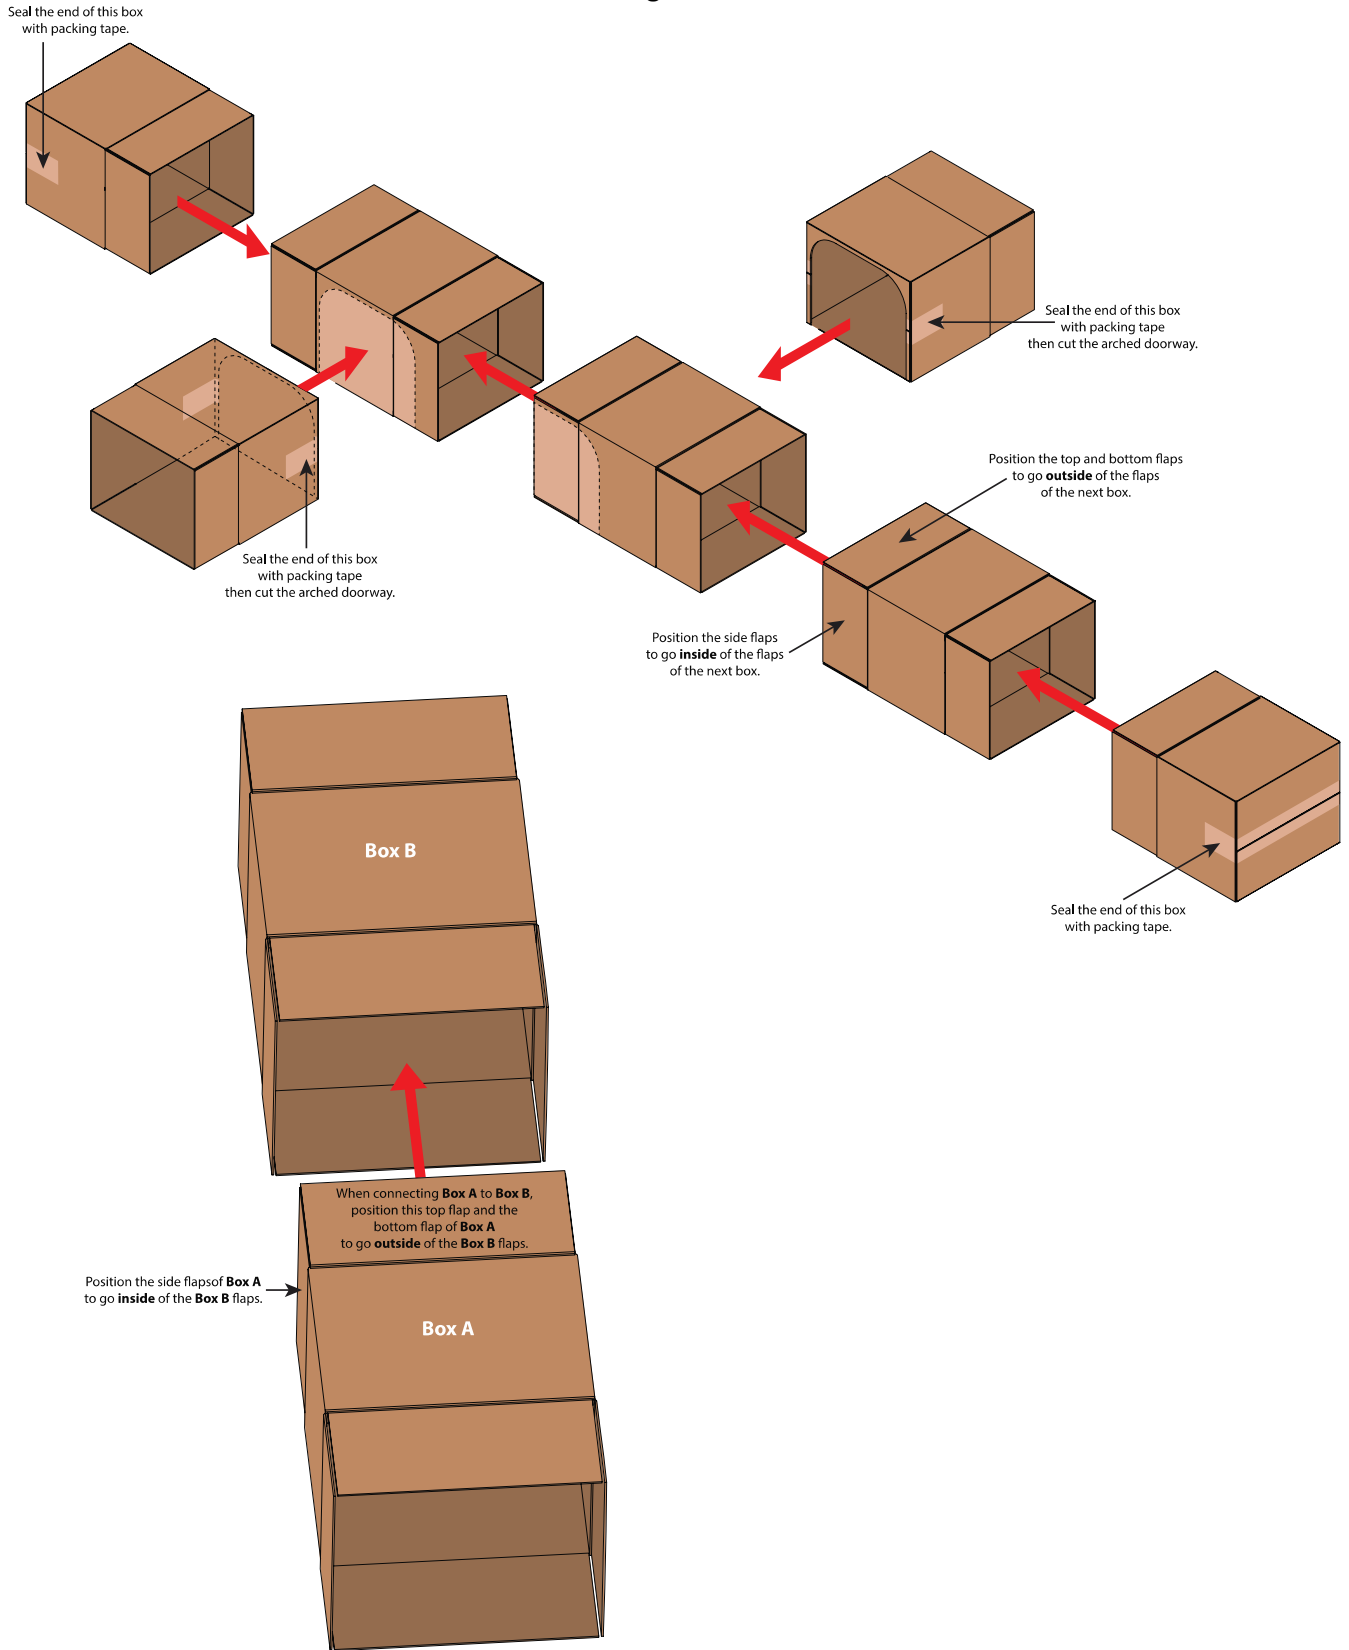 Seal the end of this box
with packing tape.
Seal the end of this box
with packing tape
then cut the arched doorway.
Position the top and bottom flaps
to go outside of the flaps
of the next box.
Seal the end of this box
with packing tape
then cut the arched doorway.
Position the side flaps
to go inside of the flaps
of the next box.
Box B
Seal the end of this box
with packing tape.
When connecting Box A to Box B,
position this top flap and the
bottom flap of Box A
to go outside of the Box B flaps.
Position the side flapsof Box A
to go inside of the Box B flaps.
Box A